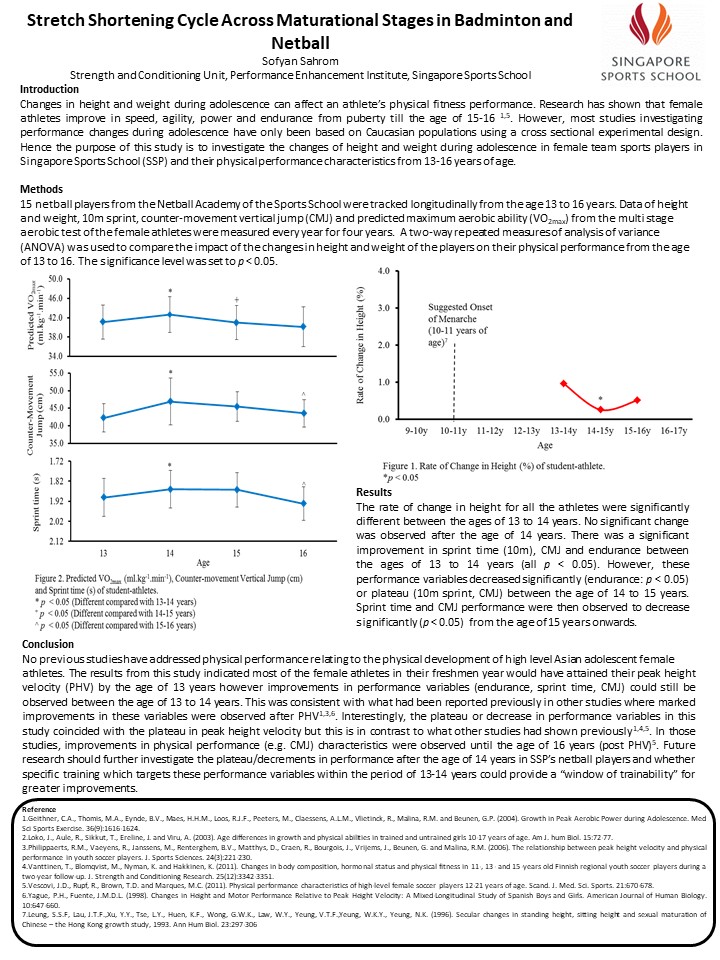 Stretch Shortening Cycle Across Maturational Stages in Badminton and
Netball
Sofyan Sahrom
Strength and Conditioning Unit, Performance Enhancement Institute, Singapore Sports School
SINGAPORE
SPORTS SCHOOL
Introduction
Changes in height and weight during adolescence can affect an athlete's physical fitness performance. Research has shown that female
athletes improve in speed, agility, power and endurance from puberty till the age of 15-16 1,5. However, most studies investigating
performance changes during adolescence have only been based on Caucasian populations using a cross sectional experimental design.
Hence the purpose of this study is to investigate the changes of height and weight during adolescence in female team sports players in
Singapore Sports School (SSP) and their physical performance characteristics from 13-16 years of age.
Methods
15 netball players from the Netball Academy of the Sports School were tracked longitudinally from the age 13 to 16 years. Data of height
and weight, 10m sprint, counter-movement vertical jump (CMJ) and predicted maximum aerobic ability (VO2max) from the multi stage
aerobic test of the female athletes were measured every year for four years. A two-way repeated measures of analysis of variance
(ANOVA) was used to compare the impact of the changes in height and weight of the players on their physical performance from the age
of 13 to 16. The significance level was set to p < 0.05.
Predicted VO2max
(ml.kg-1.min-1)
50.0
46.0
42.0
38.0
34.0
*
+
Counter-Movement
Jump (cm)
55.0
50.0
45.0
40.0
35.0
*
^
Sprint time (s)
1.72
1.82
1.92
2.02
2.12
*
^
13 14 15 16
Age
Figure 2. Predicted VO2max (ml.kg-1.min-1), Counter-movement Vertical Jump (cm)
and Sprint time (s) of student-athletes.
* p < 0.05 (Different compared with 13-14 years)
+ p < 0.05 (Different compared with 14-15 years)
^ p < 0.05 (Different compared with 15-16 years)
Rate of Change in Height (%)
4.0
3.0
2.0
1.0
0.0
Suggested Onset
of Menarche
(10-11 years of
age)7
*
9-10y 10-11y 11-12y 12-13y 13-14y 14-15y 15-16y 16-17y
Age
Figure 1. Rate of Change in Height (%) of student-athlete.
*p < 0.05
Results
The rate of change in height for all the athletes were significantly
different between the ages of 13 to 14 years. No significant change
was observed after the age of 14 years. There was a significant
improvement in sprint time (10m), CMJ and endurance between
the ages of 13 to 14 years (all p < 0.05). However, these
performance variables decreased significantly (endurance: p < 0.05)
or plateau (10m sprint, CMJ) between the age of 14 to 15 years.
Sprint time and CMJ performance were then observed to decrease
significantly (p < 0.05) from the age of 15 years onwards.
Conclusion
No previous studies have addressed physical performance relating to the physical development of high level Asian adolescent female
athletes. The results from this study indicated most of the female athletes in their freshmen year would have attained their peak height
velocity (PHV) by the age of 13 years however improvements in performance variables (endurance, sprint time, CMJ) could still be
observed between the age of 13 to 14 years. This was consistent with what had been reported previously in other studies where marked
improvements in these variables were observed after PHV1,3,6. Interestingly, the plateau or decrease in performance variables in this
study coincided with the plateau in peak height velocity but this is in contrast to what other studies had shown previously1,4,5. In those
studies, improvements in physical performance (e.g. CMJ) characteristics were observed until the age of 16 years (post PHV)5. Future
research should further investigate the plateau/decrements in performance after the age of 14 years in SSP's netball players and whether
specific training which targets these performance variables within the period of 13-14 years could provide a "window of trainability" for
greater improvements.
Reference
1.Geithner, C.A., Thomis, M.A., Eynde, B.V., Maes, H.H.M., Loos, R.J.F., Peeters, M., Claessens, A.L.M., Vlietinck, R., Malina, R.M. and Beunen, G.P. (2004). Growth in Peak Aerobic Power during Adolescence. Med
Sci Sports Exercise. 36(9):1616-1624.
2.Loko, J., Aule, R., Sikkut, T., Ereline, J. and Viru, A. (2003). Age differences in growth and physical abilities in trained and untrained girls 10-17 years of age. Am J. hum Biol. 15:72-77.
3.Philippaerts, R.M., Vaeyens, R., Janssens, M., Renterghem, B.V., Matthys, D., Craen, R., Bourgois, J., Vrijems, J., Beunen, G. and Malina, R.M. (2006). The relationship between peak height velocity and physical
performance in youth soccer players. J. Sports Sciences. 24(3):221-230.
4.Vanttinen, T., Blomqvist, M., Nyman, K. and Hakkinen, K. (2011). Changes in body composition, hormonal status and physical fitness in 11-, 13- and 15-years old Finnish regional youth soccer players during a
two year follow up. J. Strength and Conditioning Research. 25(12):3342-3351.
5.Vescovi, J.D., Rupf, R., Brown, T.D. and Marques, M.C. (2011). Physical performance characteristics of high level female soccer players 12-21 years of age. Scand. J. Med. Sci. Sports. 21:670-678.
6.Yague, P.H., Fuente, J.M.D.L. (1998). Changes in Height and Motor Performance Relative to Peak Height Velocity: A Mixed Longitudinal Study of Spanish Boys and Girls. American Journal of Human Biology.
10:647-660.
7.Leung, S.S.F, Lau, J.T.F.,Xu, Y.Y., Tse, L.Y., Huen, K.F., Wong, G.W.K., Law, W.Y., Yeung, V.T.F.,Yeung, W.K.Y., Yeung, N.K. (1996). Secular changes in standing height, sitting height and sexual maturation of
Chinese – the Hong Kong growth study, 1993. Ann Hum Biol. 23:297-306